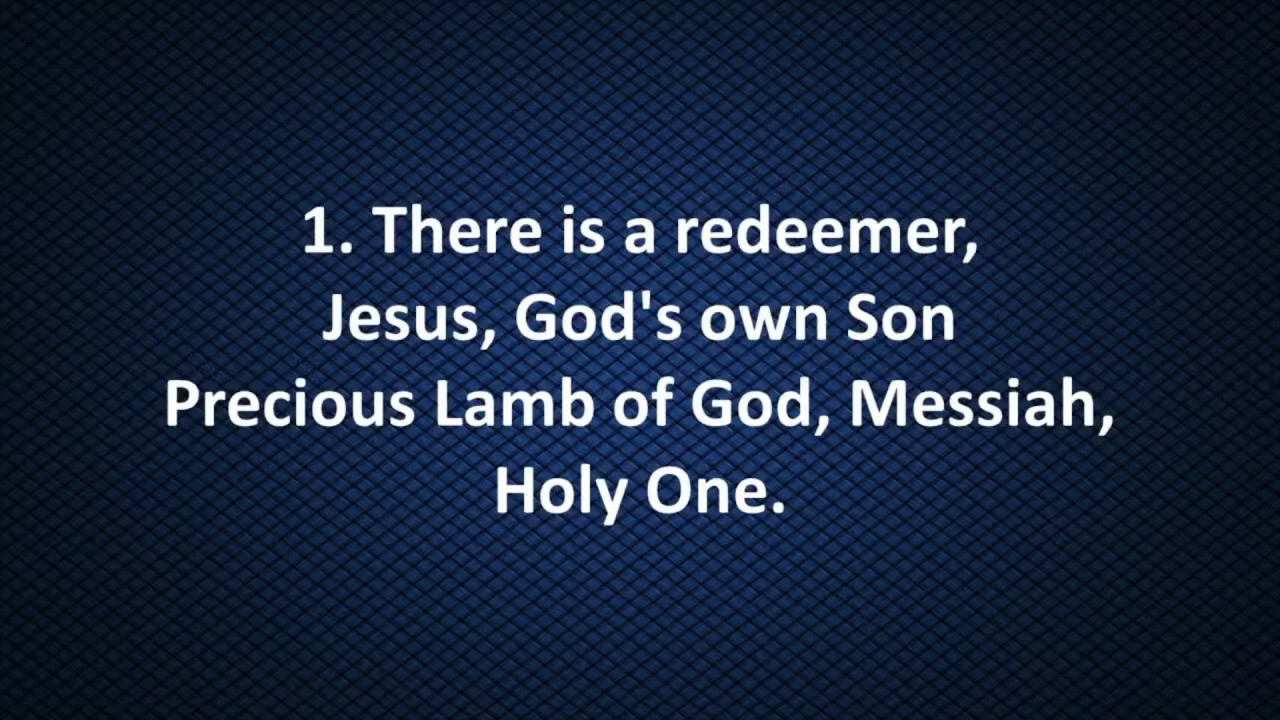 1. There is a redeemer,
Jesus, God's own Son
Precious Lamb of God, Messiah,
Holy One.